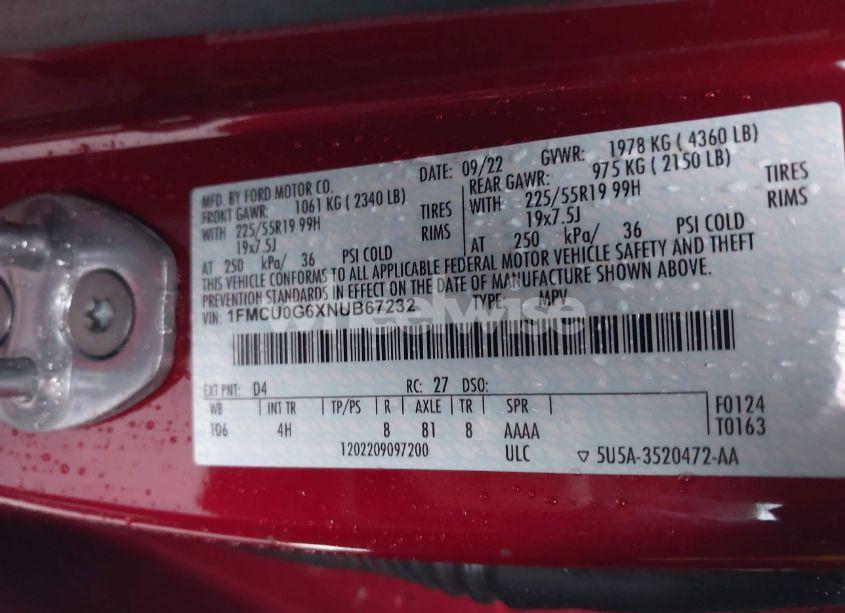 MFD. BY FORD MOTOR CO.
DATE: 09/22 GVWR: 1978 KG ( 4360 LB)
FRONT GAWR: 1061 KG ( 2340 LB)
REAR GAWR: 975 KG ( 2150 LB)
WITH 225/55R19 99H TIRES
WITH 225/55R19 99H TIRES
19x7.5J RIMS
19x7.5J RIMS
AT 250 kPa/ 36 PSI COLD
AT 250 kPa/ 36 PSI COLD
THIS VEHICLE CONFORMS TO ALL APPLICABLE FEDERAL MOTOR VEHICLE SAFETY AND THEFT
PREVENTION STANDARDS IN EFFECT ON THE DATE OF MANUFACTURE SHOWN ABOVE.
VIN: 1FMCU0G6XNUB67232 TYPE: MPV
wheelwise
EXT PNT: D4 RC: 27 DSO:
WB INT TR TP/PS R AXLE TR SPR F0124
106 4H 8 81 8 AAAA T0163
1202209097200 ULC ▽ 5U5A-3520472-AA